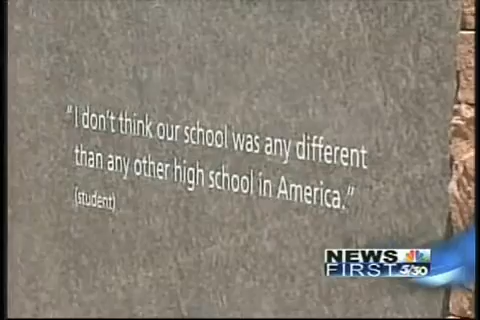 "I don't think our school was any different
than any other high school in America."
(student)
NEWS
FIRST 5/30